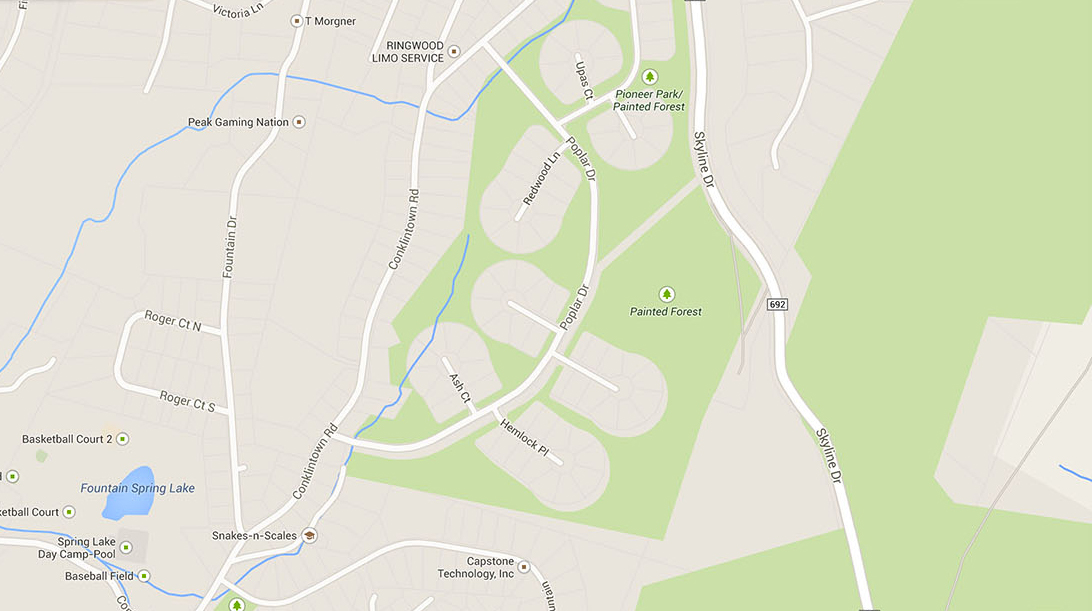 Victoria Ln
T Morgner
RINGWOOD
LIMO SERVICE
Upas Ct
Pioneer Park/
Painted Forest
Peak Gaming Nation
Poplar Dr
Skyline Dr
Redwood Ln
Conklintown Rd
Fountain Dr
Poplar Dr
Painted Forest
692
Roger Ct N
Ash Ct
Roger Ct S
Hemlock Pl
Basketball Court 2
Conklintown Rd
Skyline Dr
Fountain Spring Lake
ketball Court
Snakes-n-Scales
Spring Lake
Day Camp-Pool
Baseball Field
Capstone
Technology, Inc
untain
Con